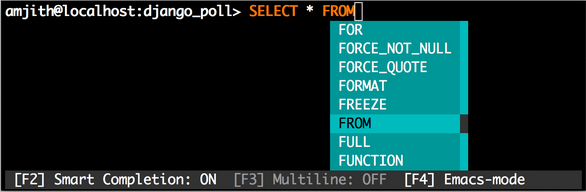 amjith@localhost:django_poll> SELECT * FROM
FOR
FORCE_NOT_NULL
FORCE_QUOTE
FORMAT
FREEZE
FROM
FULL
FUNCTION
[F2] Smart Completion: ON [F3] Multiline: OFF [F4] Emacs-mode